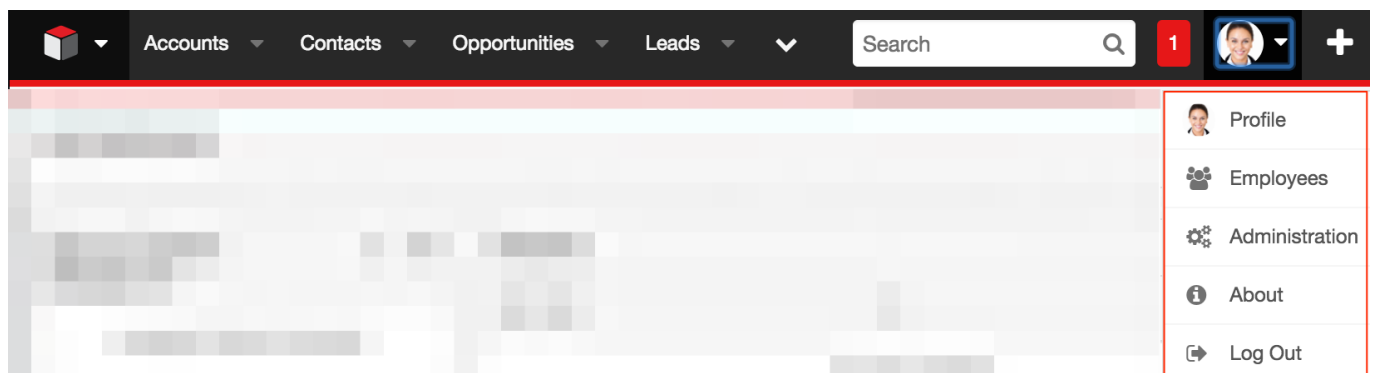 Accounts Contacts Opportunities Leads Search 1
Profile
Employees
Administration
About
Log Out